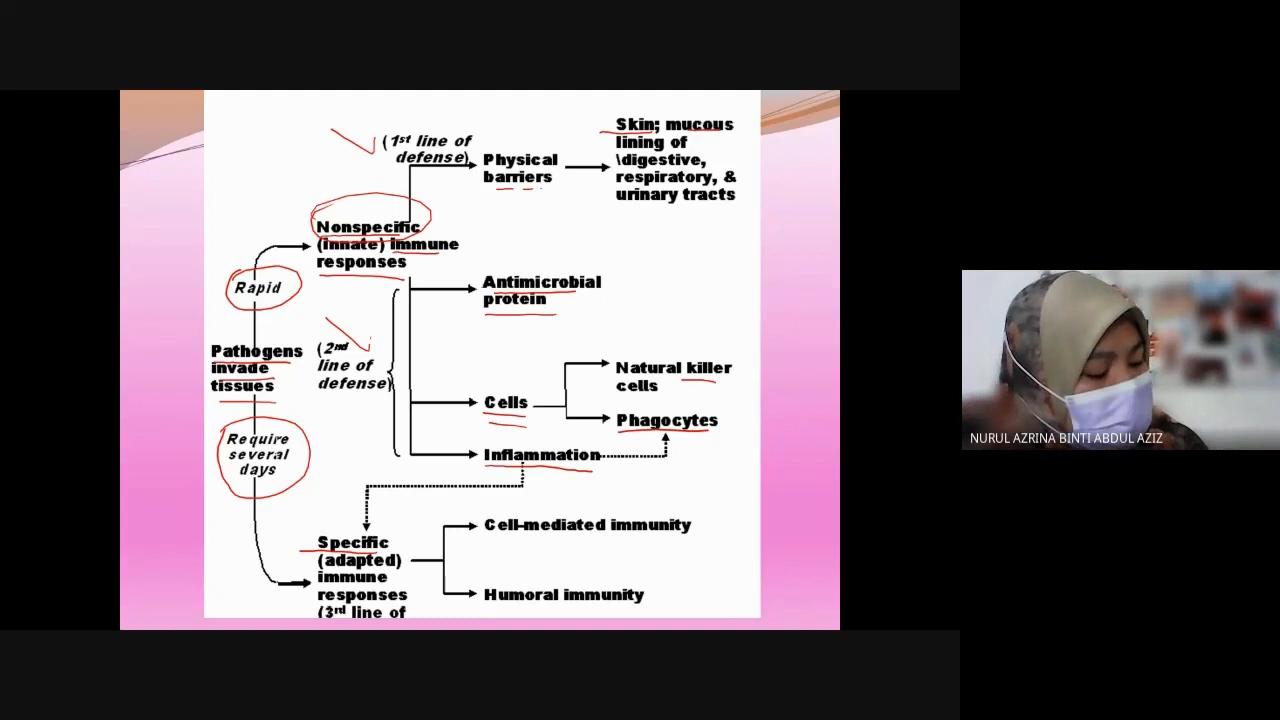 (1st line of
defense)
Physical
barriers
Skin; mucous
lining of
\digestive,
respiratory, &
urinary tracts
Nonspecific
(innate) immune
responses
Rapid
Antimicrobial
protein
Pathogens
invade
tissues
(2nd
line of
defense)
Cells
Natural killer
cells
Phagocytes
Inflammation
Require
several
days
Specific
(adapted)
immune
responses
(3rd line of
Cell-mediated immunity
Humoral immunity
NURUL AZRINA BINTI ABDUL AZIZ